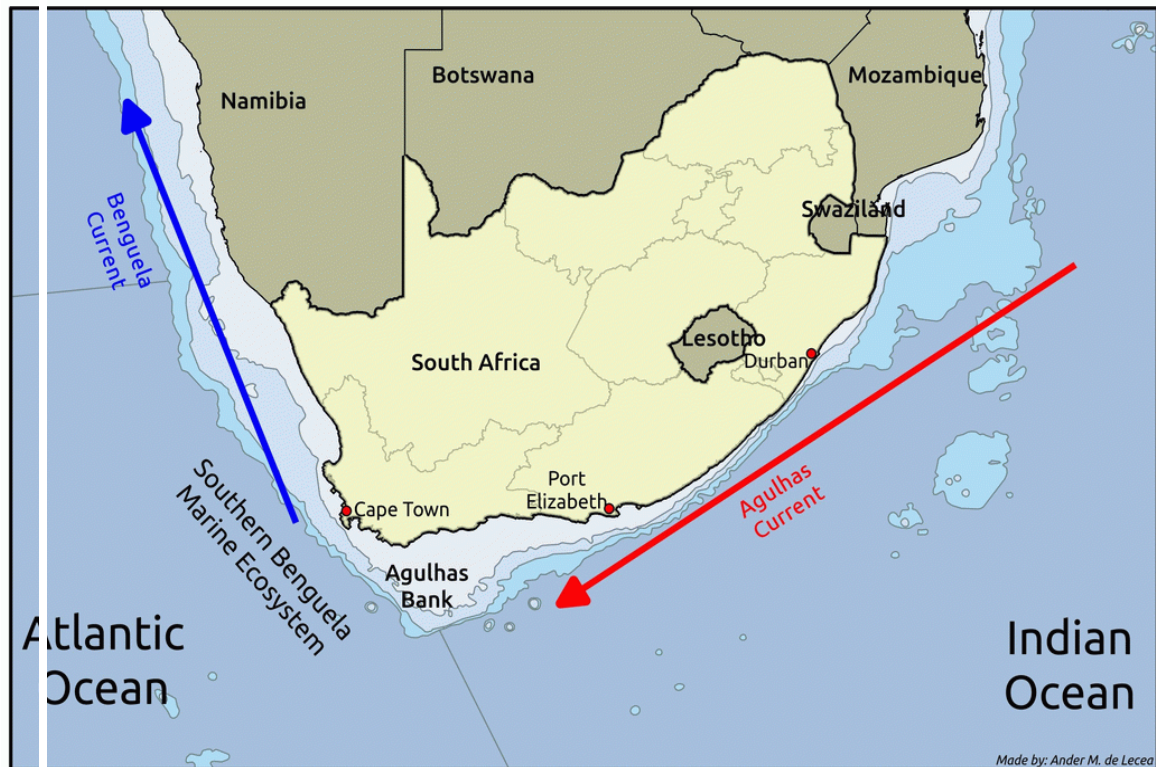 Namibia
Botswana
Mozambique
Swaziland
Benguela
Current
South Africa
Lesotho
Durban
Port
Elizabeth
Cape Town
Agulhas
Current
Southern Benguela
Marine Ecosystem
Agulhas
Bank
Atlantic
Ocean
Indian
Ocean
Made by: Ander M. de Lecea